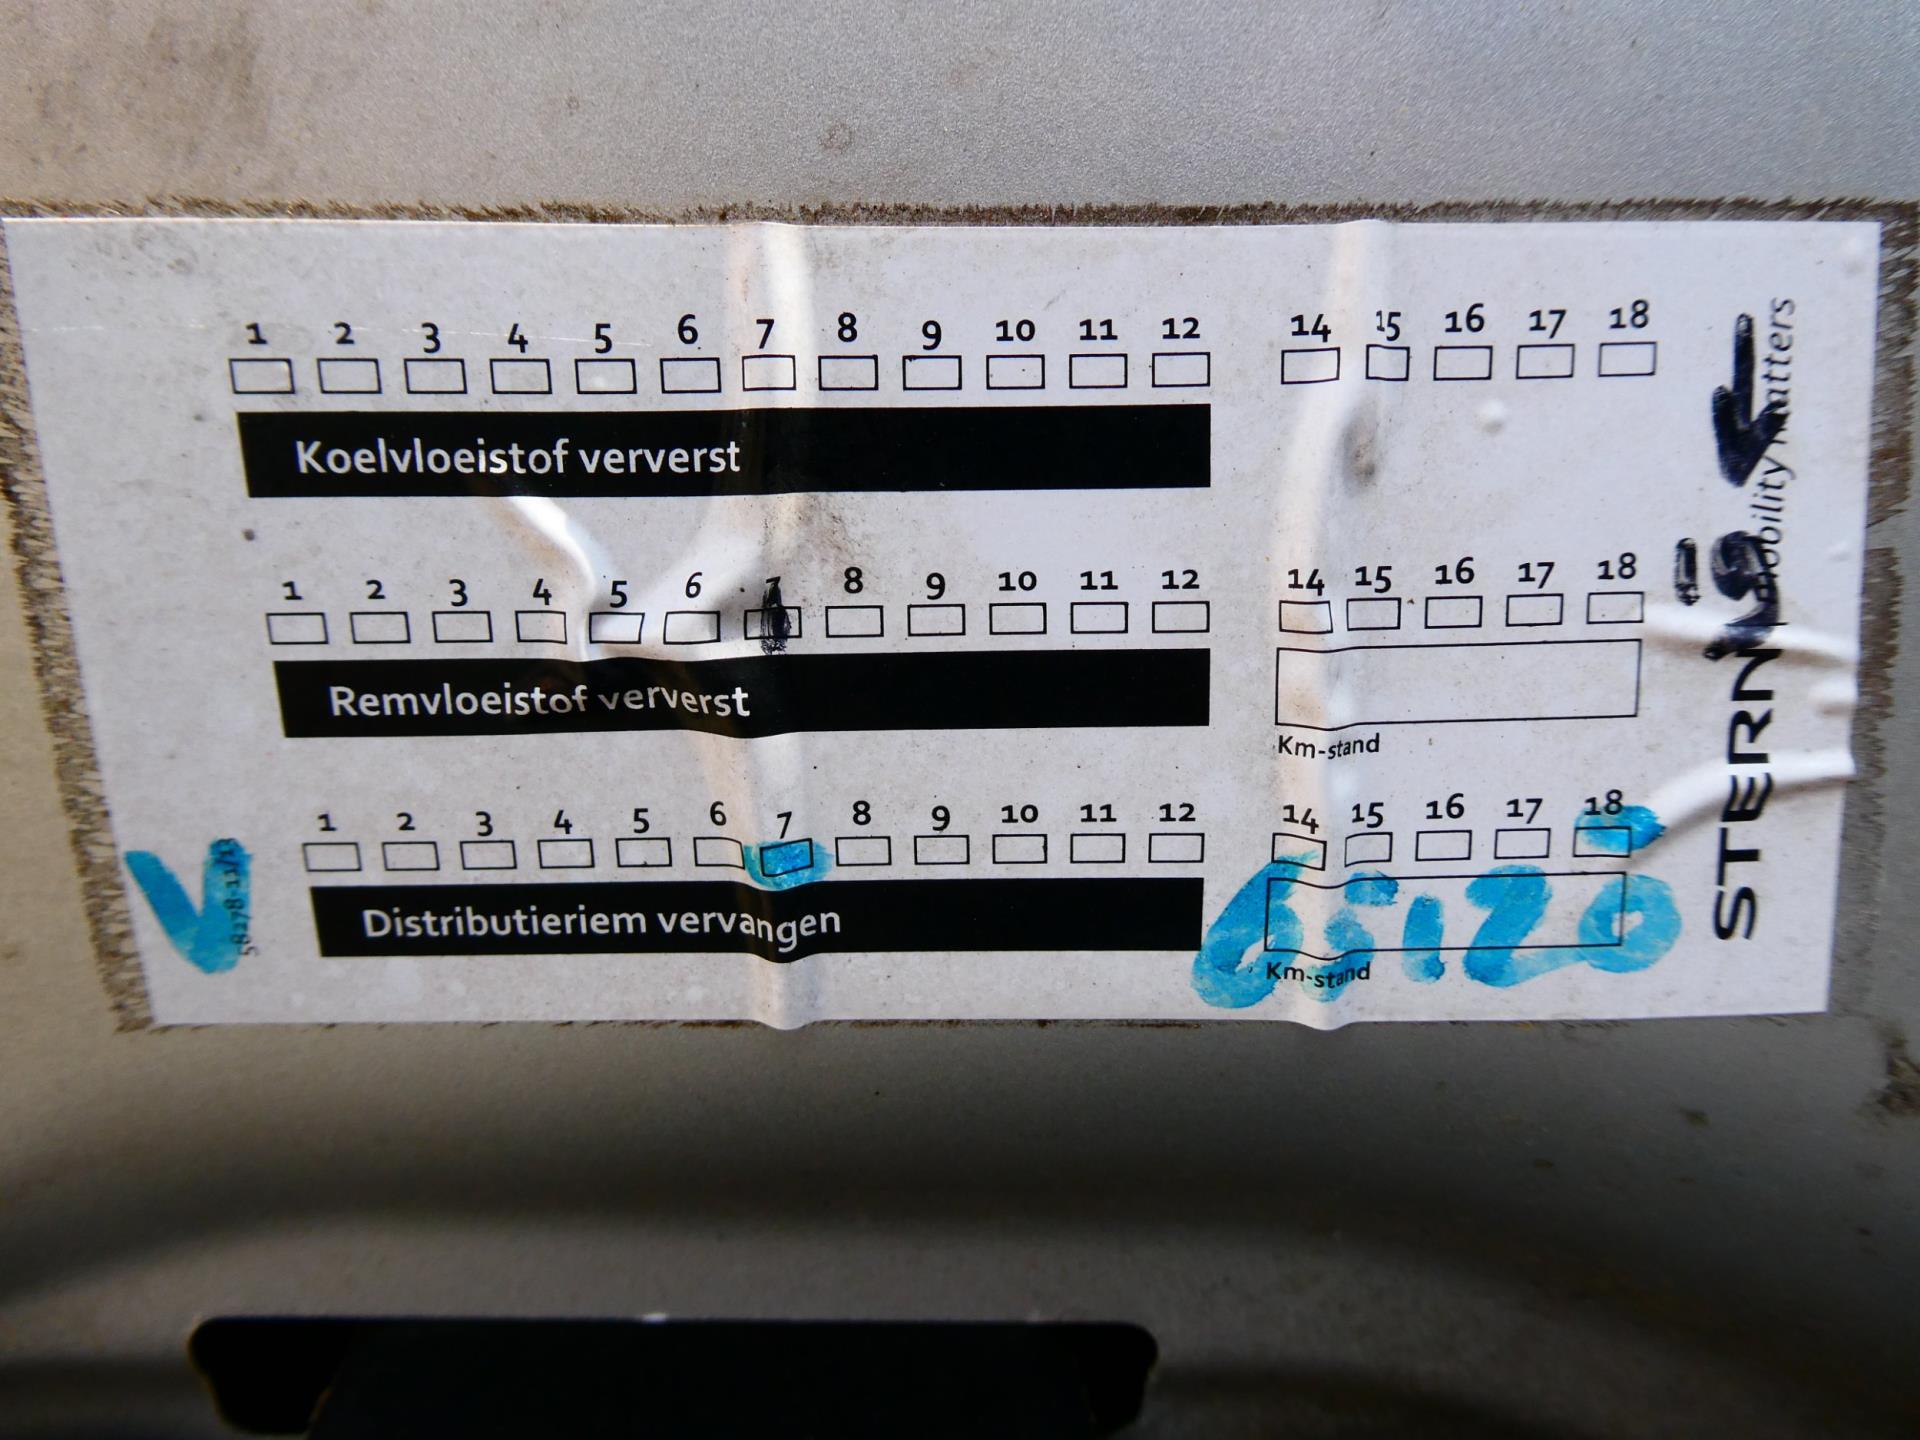 1 2 3 4 5 6 7 8 9 10 11 12 14 15 16 17 18
Koelvloeistof ververst
1 2 3 4 5 6 7 8 9 10 11 12 14 15 16 17 18
Remvloeistof ververst
Km-stand
1 2 3 4 5 6 7 8 9 10 11 12 14 15 16 17 18
Distributieriem vervangen
65120
Km-stand
V
58278-11/13
STERN
mobility matters